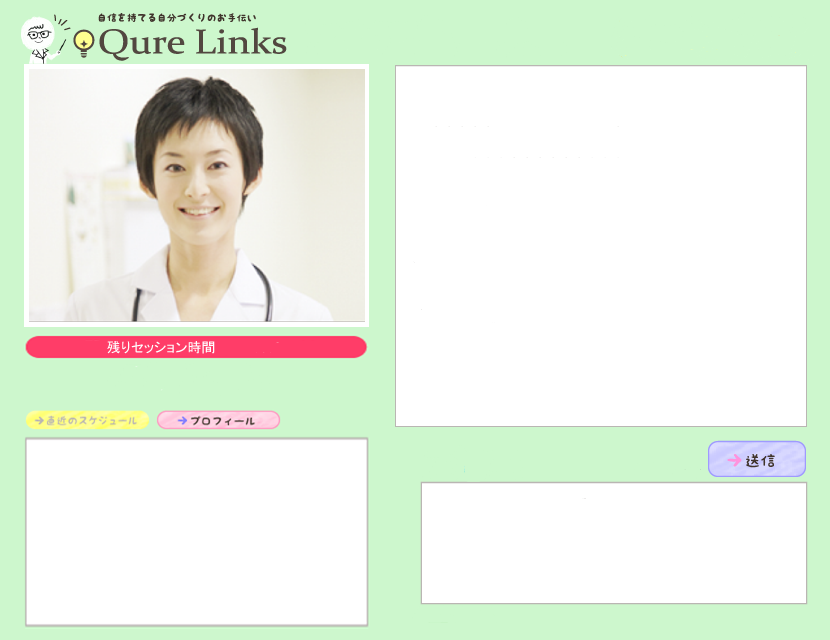 自信を持てる自分づくりのお手伝い
Qure Links
残りセッション時間
→直近のスケジュール
→プロフィール
→送信